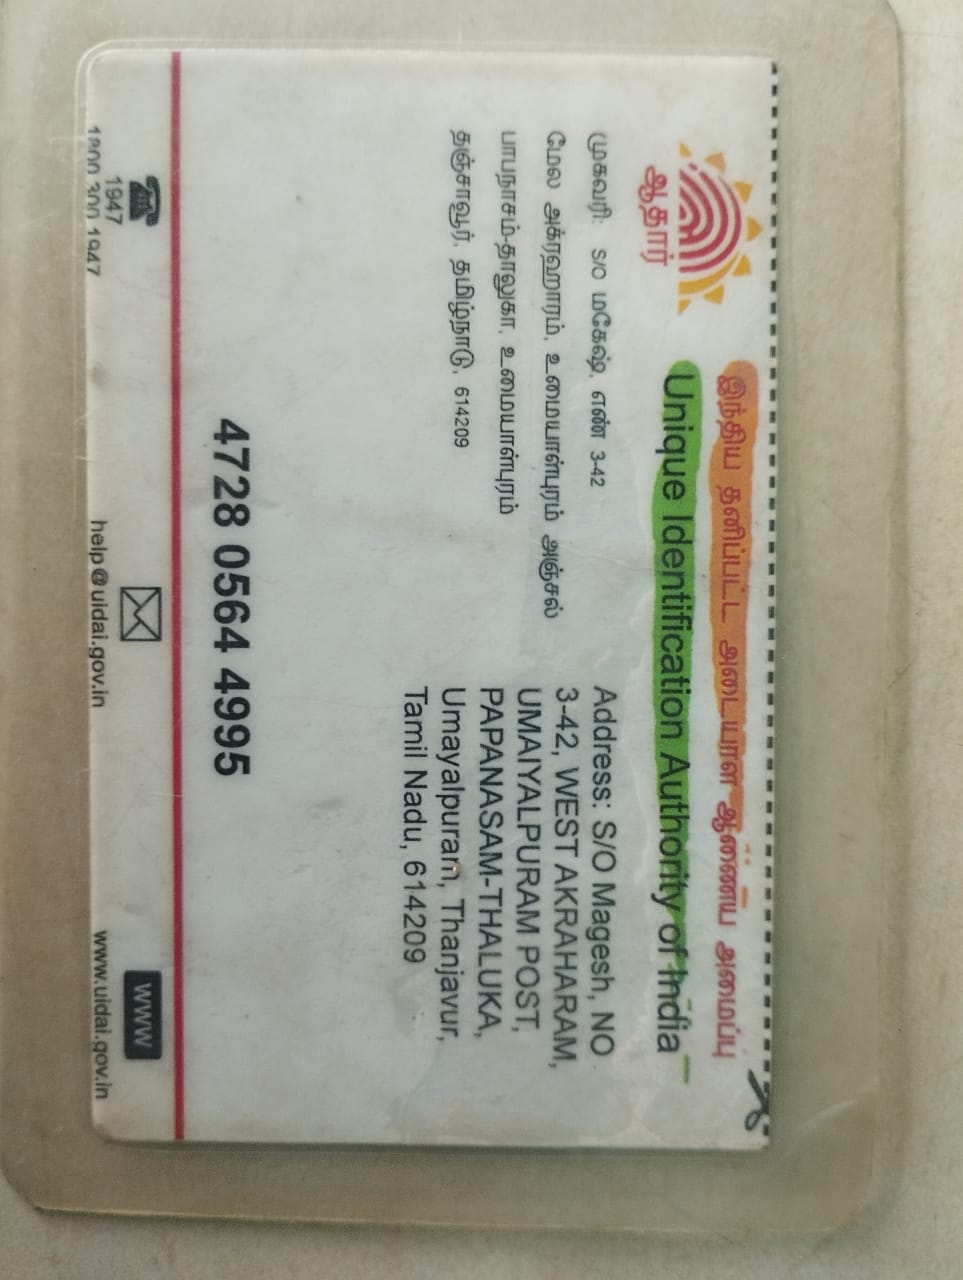 இந்திய தனிப்பட்ட அடையாள ஆணைய அமைப்பு
Unique Identification Authority of India
ஆதார்
முகவரி: S/O மகேஷ், எண் 3-42
மேல அக்ரஹாரம், உமையாள்புரம் அஞ்சல்
பாபநாசம்-தாலுகா, உமையாள்புரம்
தஞ்சாவூர், தமிழ்நாடு, 614209
Address: S/O Magesh, NO
3-42, WEST AKRAHARAM,
UMAIYALPURAM POST,
PAPANASAM-THALUKA,
Umayalpuram, Thanjavur,
Tamil Nadu, 614209
4728 0564 4995
1947
1800 300 1947
help@uidai.gov.in
WWW
www.uidai.gov.in